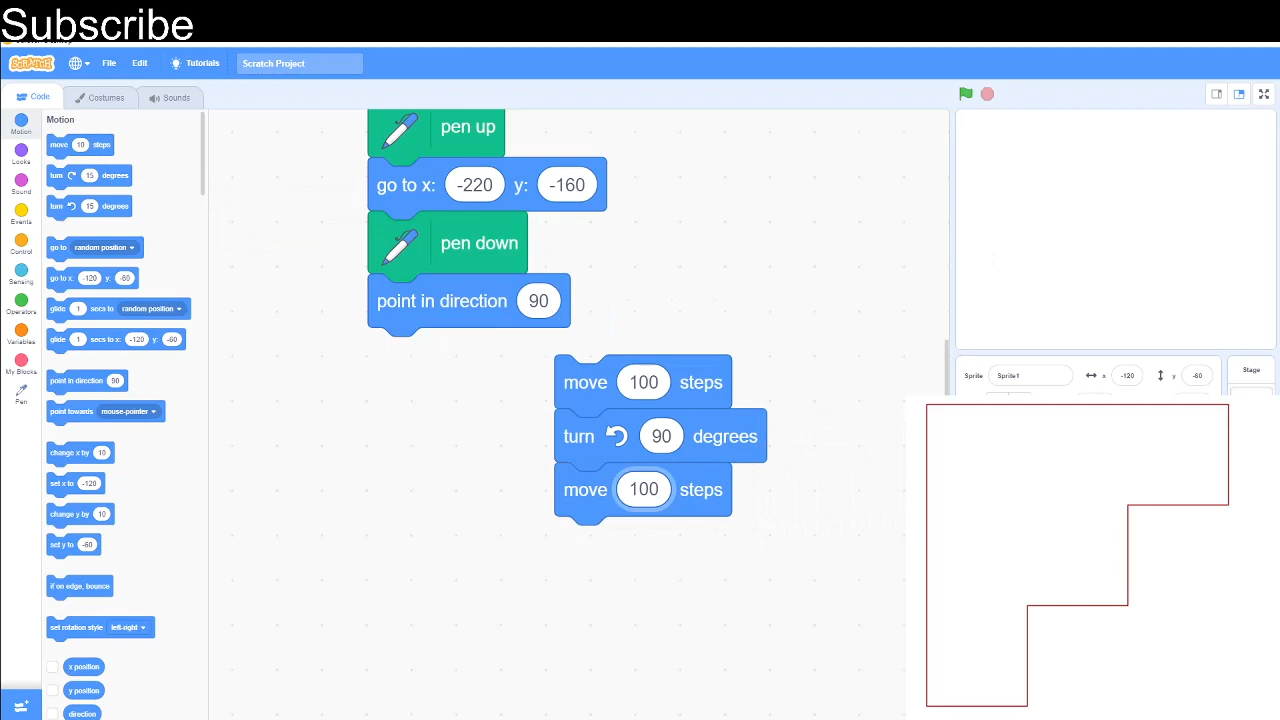 Subscribe
SCRATCH
File
Edit
Tutorials
Scratch Project
Code
Costumes
Sounds
Motion
Looks
Sound
Events
Control
Sensing
Operators
Variables
My Blocks
Pen
Motion
move 10 steps
turn 15 degrees
turn 15 degrees
go to random position
go to x: -120 y: -60
glide 1 secs to random position
glide 1 secs to x: -120 y: -60
point in direction 90
point towards mouse-pointer
change x by 10
set x to -120
change y by 10
set y to -60
if on edge, bounce
set rotation style left-right
x position
y position
direction
pen up
go to x: -220 y: -160
pen down
point in direction 90
move 100 steps
turn 90 degrees
move 100 steps
Sprite Sprite1 x -120 y -60
Stage